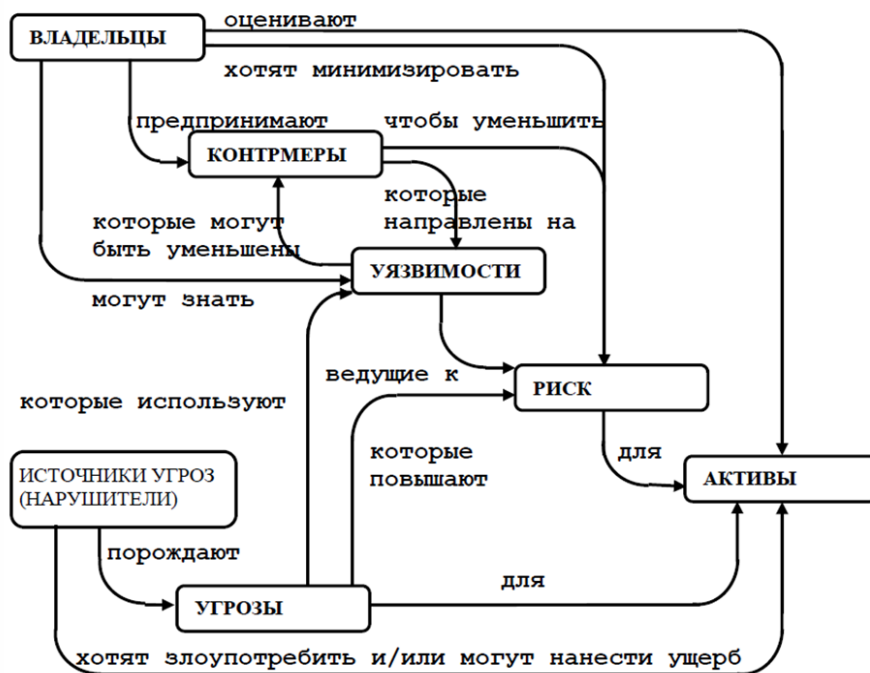 оценивают
ВЛАДЕЛЬЦЫ
хотят минимизировать
предпринимают
чтобы уменьшить
КОНТРМЕРЫ
которые
направлены на
которые могут
быть уменьшены
УЯЗВИМОСТИ
могут знать
ведущие к
РИСК
которые используют
которые
повышают
для
ИСТОЧНИКИ УГРОЗ
(НАРУШИТЕЛИ)
АКТИВЫ
порождают
для
УГРОЗЫ
хотят злоупотребить и/или могут нанести ущерб